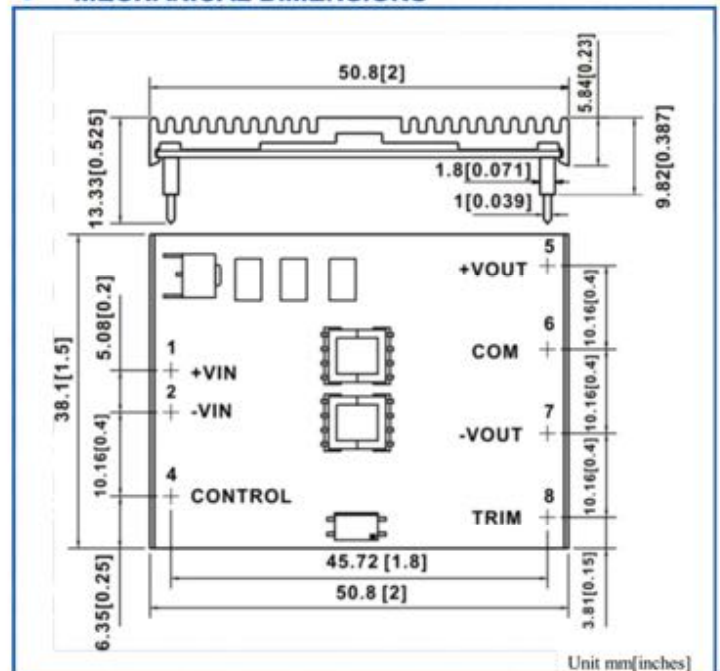 MECHANICAL DIMENSIONS
50.8[2]
5.84[0.23]
13.33[0.525]
1.8[0.071]
9.82[0.387]
1[0.039]
5
+VOUT
5.08[0.2]
10.16[0.4]
1
+VIN
6
COM
38.1[1.5]
2
-VIN
10.16[0.4]
7
-VOUT
10.16[0.4]
4
CONTROL
10.16[0.4]
8
TRIM
45.72 [1.8]
50.8 [2]
6.35[0.25]
3.81[0.15]
Unit mm[inches]